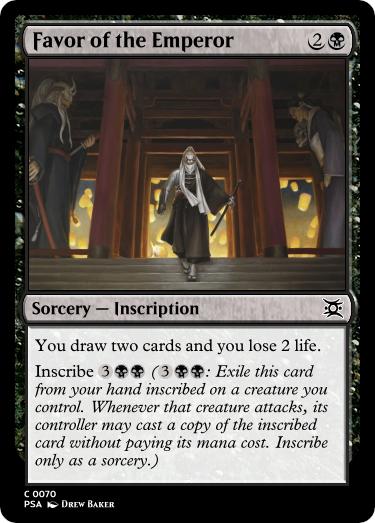 Favor of the Emperor 2
Sorcery — Inscription
You draw two cards and you lose 2 life.
Inscribe 3 (3 : Exile this card
from your hand inscribed on a creature you
control. Whenever that creature attacks, its
controller may cast a copy of the inscribed
card without paying its mana cost. Inscribe
only as a sorcery.)
C 0070
PSA Drew Baker